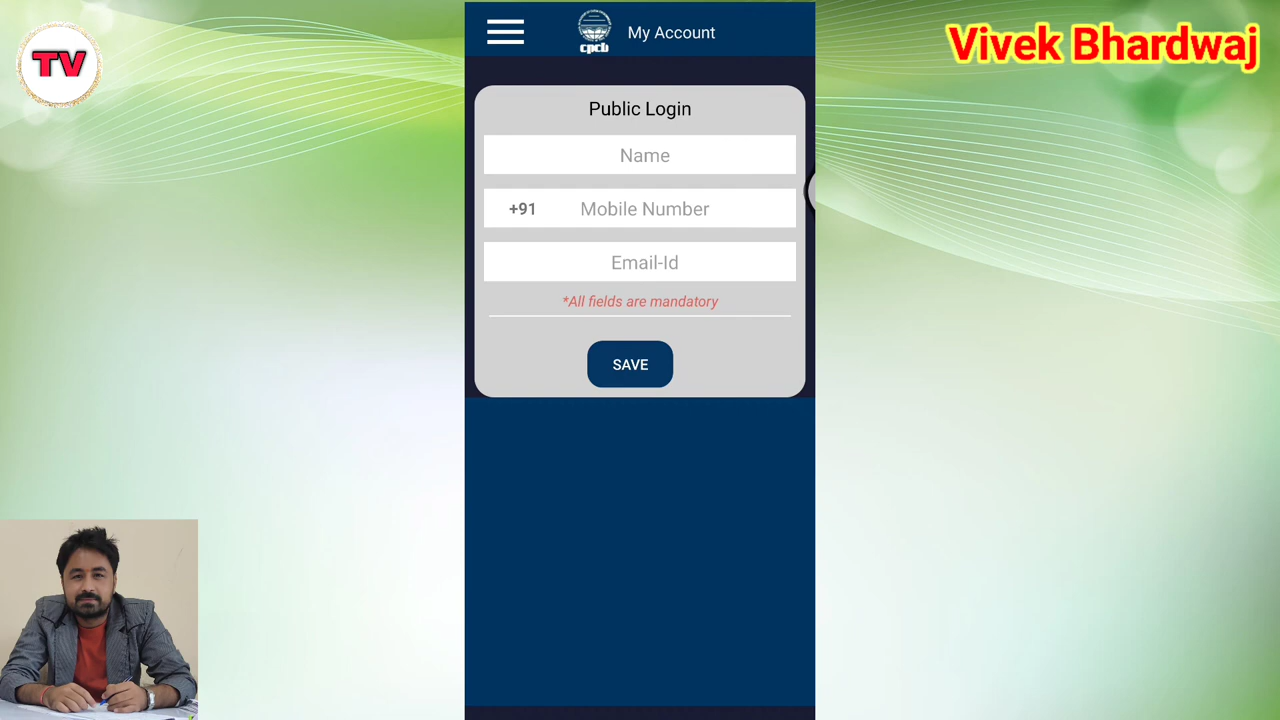 TV
Vivek Bhardwaj
cpcb
My Account
Public Login
Name
+91 Mobile Number
Email-Id
*All fields are mandatory
SAVE